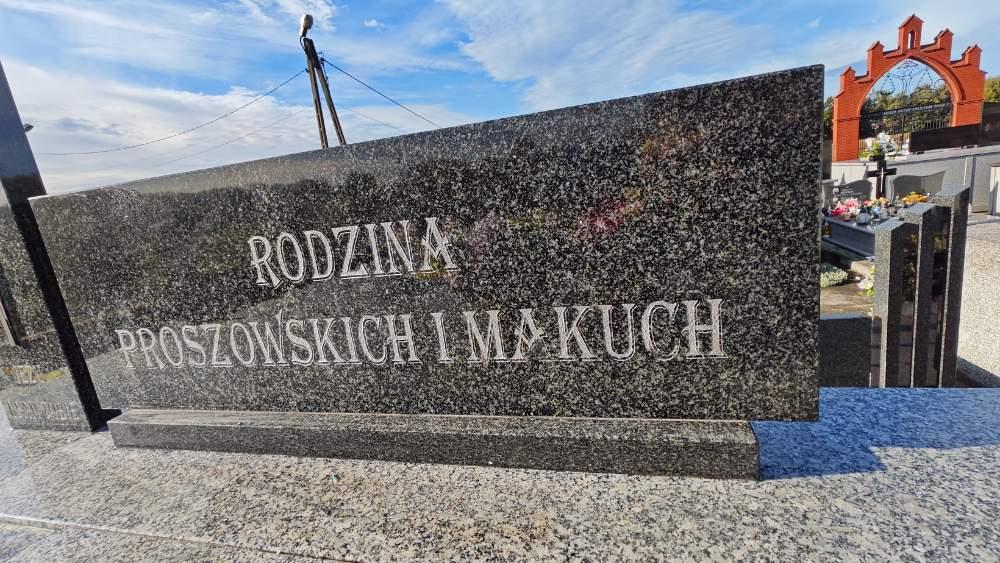 RODZINA
PROSZOWSKICH I MAKUCH